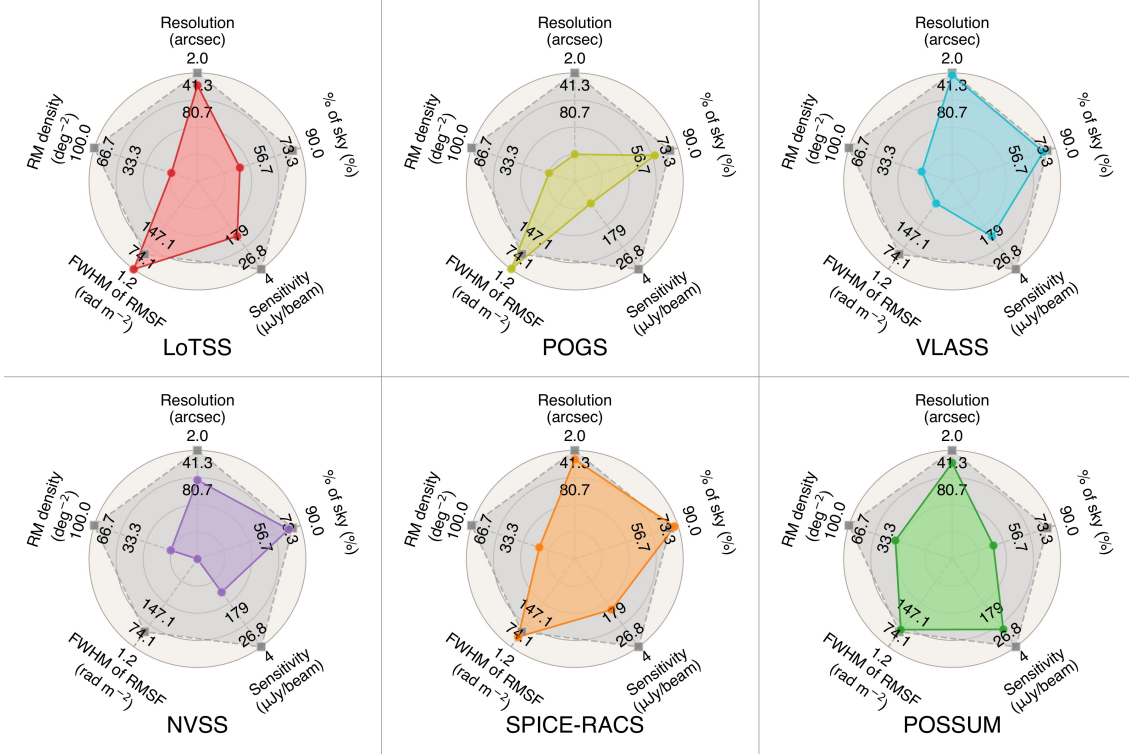 Resolution
(arcsec)
2.0
41.3
80.7
% of sky (%)
90.0
73.3
56.7
RM density
(deg⁻²)
100.0
66.7
33.3
147.1
74.1
1.2
FWHM of RMSF
(rad m⁻²)
179
26.8
4
Sensitivity
(μJy/beam)
LoTSS
Resolution
(arcsec)
2.0
41.3
80.7
% of sky (%)
90.0
73.3
56.7
RM density
(deg⁻²)
100.0
66.7
33.3
147.1
74.1
1.2
FWHM of RMSF
(rad m⁻²)
179
26.8
4
Sensitivity
(μJy/beam)
POGS
Resolution
(arcsec)
2.0
41.3
80.7
% of sky (%)
90.0
73.3
56.7
RM density
(deg⁻²)
100.0
66.7
33.3
147.1
74.1
1.2
FWHM of RMSF
(rad m⁻²)
179
26.8
4
Sensitivity
(μJy/beam)
VLASS
Resolution
(arcsec)
2.0
41.3
80.7
% of sky (%)
90.0
73.3
56.7
RM density
(deg⁻²)
100.0
66.7
33.3
147.1
74.1
1.2
FWHM of RMSF
(rad m⁻²)
179
26.8
4
Sensitivity
(μJy/beam)
NVSS
Resolution
(arcsec)
2.0
41.3
80.7
% of sky (%)
90.0
73.3
56.7
RM density
(deg⁻²)
100.0
66.7
33.3
147.1
74.1
1.2
FWHM of RMSF
(rad m⁻²)
179
26.8
4
Sensitivity
(μJy/beam)
SPICE-RACS
Resolution
(arcsec)
2.0
41.3
80.7
% of sky (%)
90.0
73.3
56.7
RM density
(deg⁻²)
100.0
66.7
33.3
147.1
74.1
1.2
FWHM of RMSF
(rad m⁻²)
179
26.8
4
Sensitivity
(μJy/beam)
POSSUM